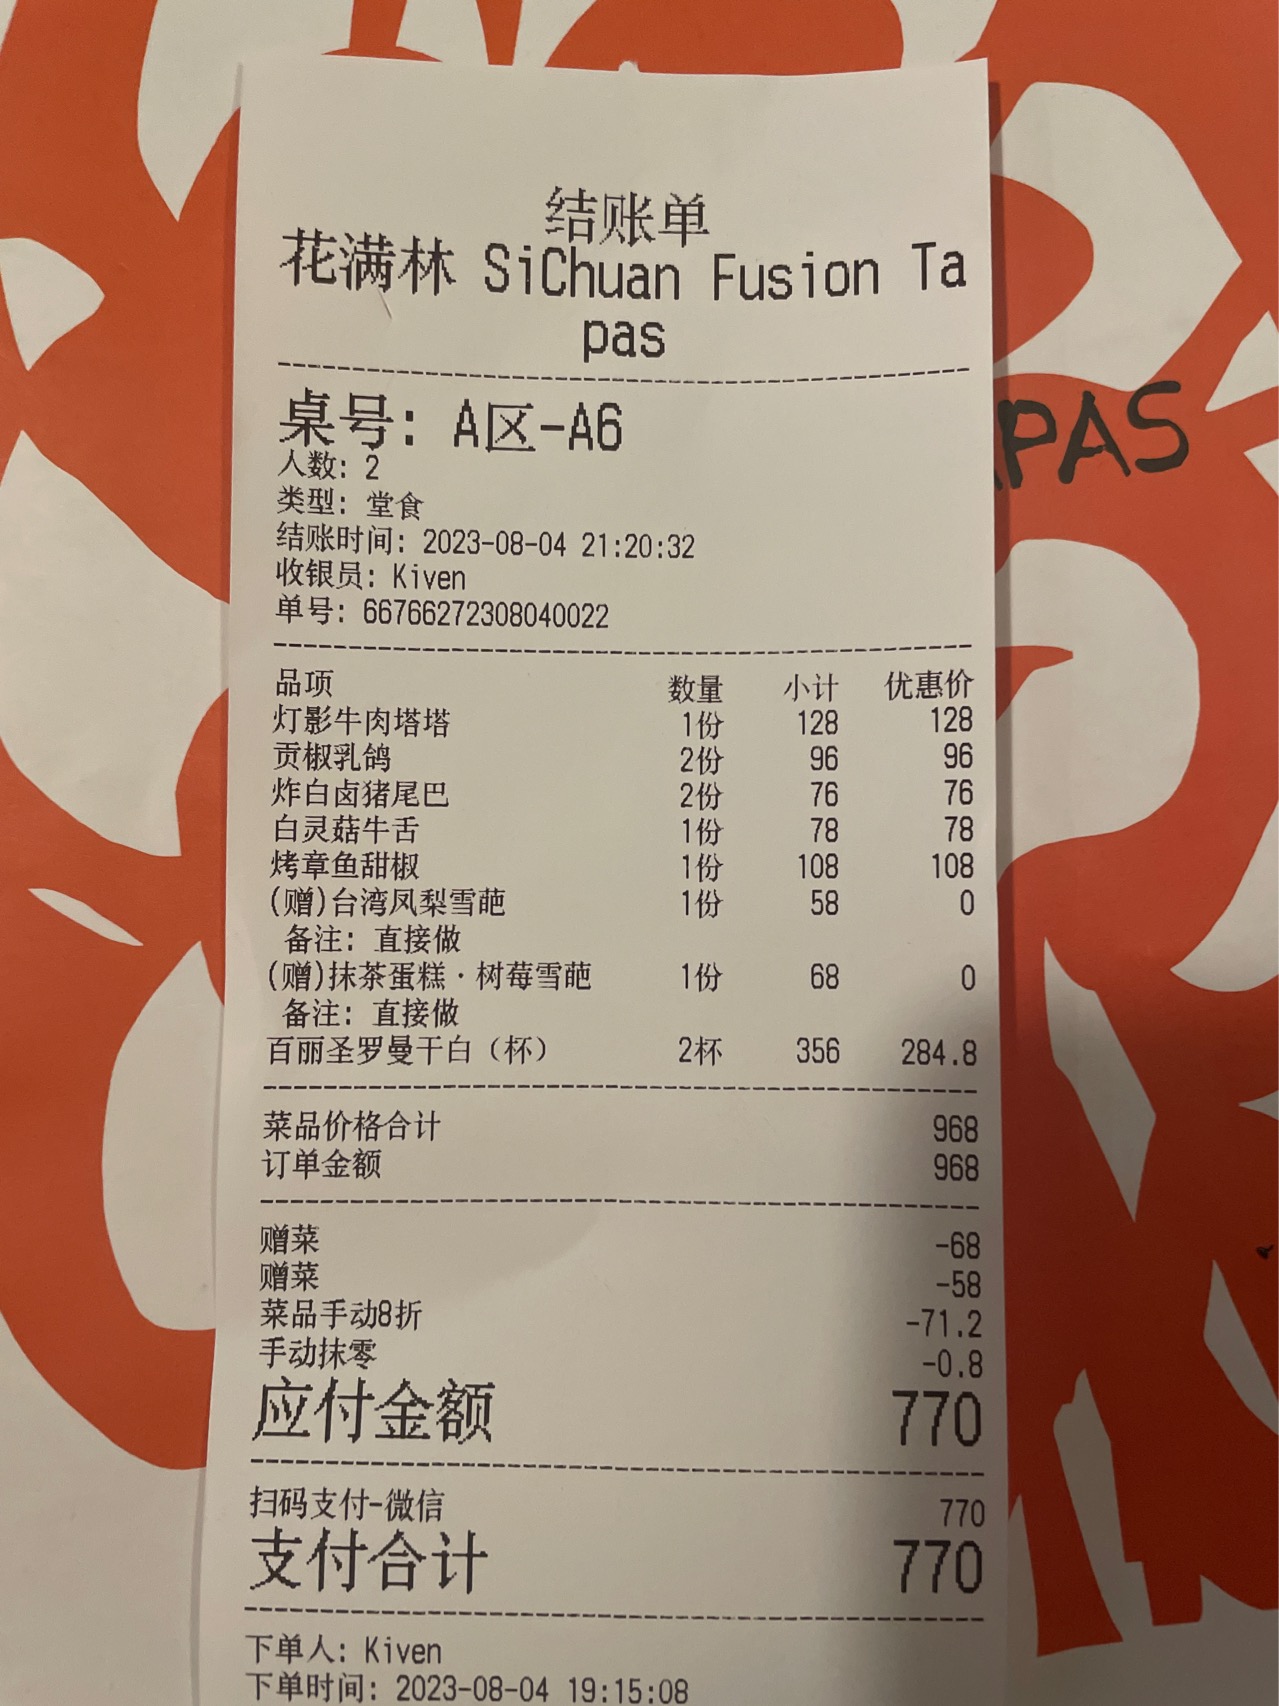 结账单
花满林 SiChuan Fusion Ta
pas
桌号: A区-A6
人数: 2
类型: 堂食
结账时间: 2023-08-04 21:20:32
收银员: Kiven
单号: 66766272308040022
品项 数量 小计 优惠价
灯影牛肉塔塔 1份 128 128
贡椒乳鸽 2份 96 96
炸白卤猪尾巴 2份 76 76
白灵菇牛舌 1份 78 78
烤章鱼甜椒 1份 108 108
(赠)台湾凤梨雪葩 1份 58 0
备注: 直接做
(赠)抹茶蛋糕·树莓雪葩 1份 68 0
备注: 直接做
百丽圣罗曼干白（杯） 2杯 356 284.8
菜品价格合计 968
订单金额 968
赠菜 -68
赠菜 -58
菜品手动8折 -71.2
手动抹零 -0.8
应付金额 770
扫码支付-微信 770
支付合计 770
下单人: Kiven
下单时间: 2023-08-04 19:15:08
PAS